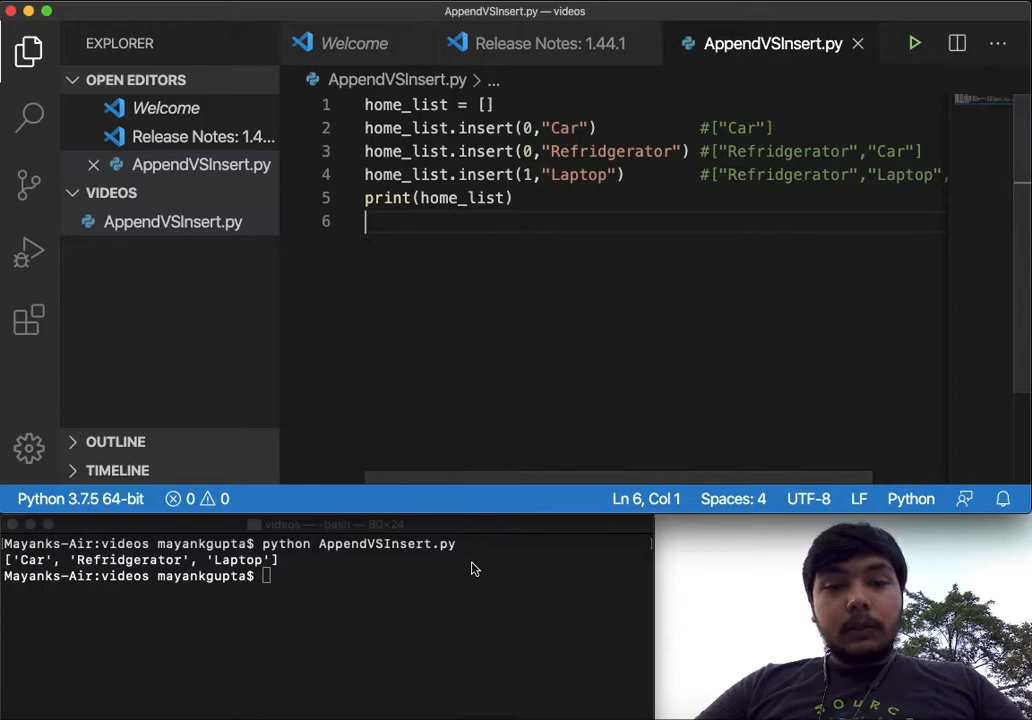 AppendVSInsert.py — videos
EXPLORER
Welcome
Release Notes: 1.44.1
AppendVSInsert.py
OPEN EDITORS
Welcome
Release Notes: 1.4...
AppendVSInsert.py
VIDEOS
AppendVSInsert.py
OUTLINE
TIMELINE
AppendVSInsert.py > ...
1 home_list = []
2 home_list.insert(0,"Car") #["Car"]
3 home_list.insert(0,"Refridgerator") #["Refridgerator","Car"]
4 home_list.insert(1,"Laptop") #["Refridgerator","Laptop",
5 print(home_list)
6
Python 3.7.5 64-bit 0 0 Ln 6, Col 1 Spaces: 4 UTF-8 LF Python
videos — -bash — 80×24
Mayanks-Air:videos mayankgupta$ python AppendVSInsert.py
['Car', 'Refridgerator', 'Laptop']
Mayanks-Air:videos mayankgupta$